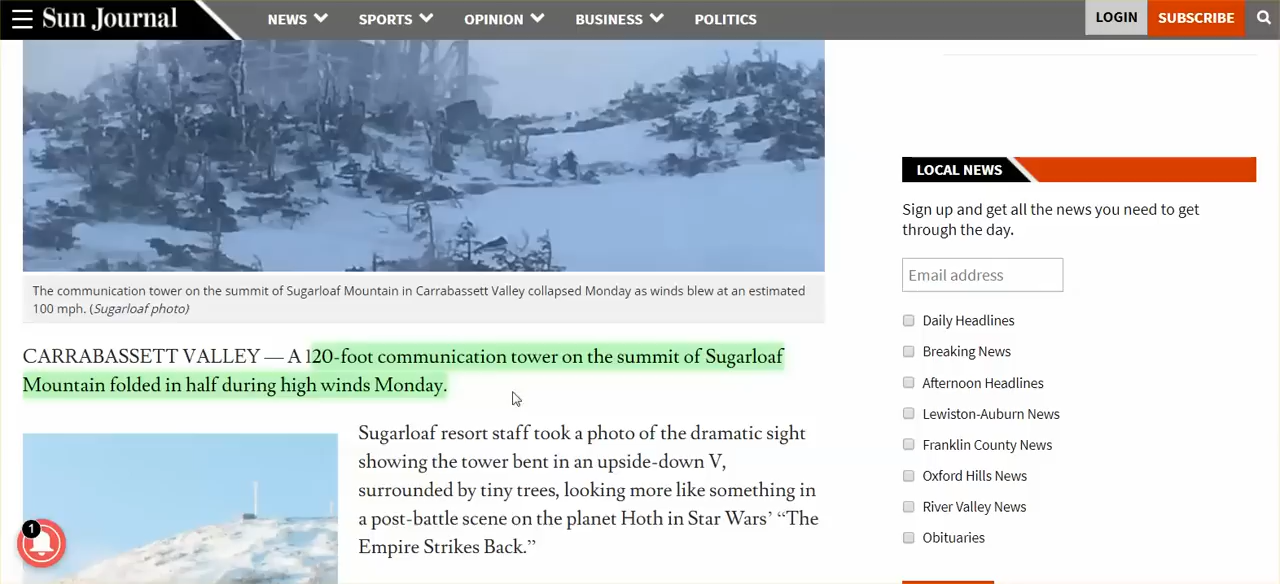 Sun Journal
NEWS
SPORTS
OPINION
BUSINESS
POLITICS
LOGIN
SUBSCRIBE
The communication tower on the summit of Sugarloaf Mountain in Carrabassett Valley collapsed Monday as winds blew at an estimated
100 mph. (Sugarloaf photo)
CARRABASSETT VALLEY — A 120-foot communication tower on the summit of Sugarloaf
Mountain folded in half during high winds Monday.
Sugarloaf resort staff took a photo of the dramatic sight
showing the tower bent in an upside-down V,
surrounded by tiny trees, looking more like something in
a post-battle scene on the planet Hoth in Star Wars’ “The
Empire Strikes Back.”
1
LOCAL NEWS
Sign up and get all the news you need to get
through the day.
Email address
Daily Headlines
Breaking News
Afternoon Headlines
Lewiston-Auburn News
Franklin County News
Oxford Hills News
River Valley News
Obituaries